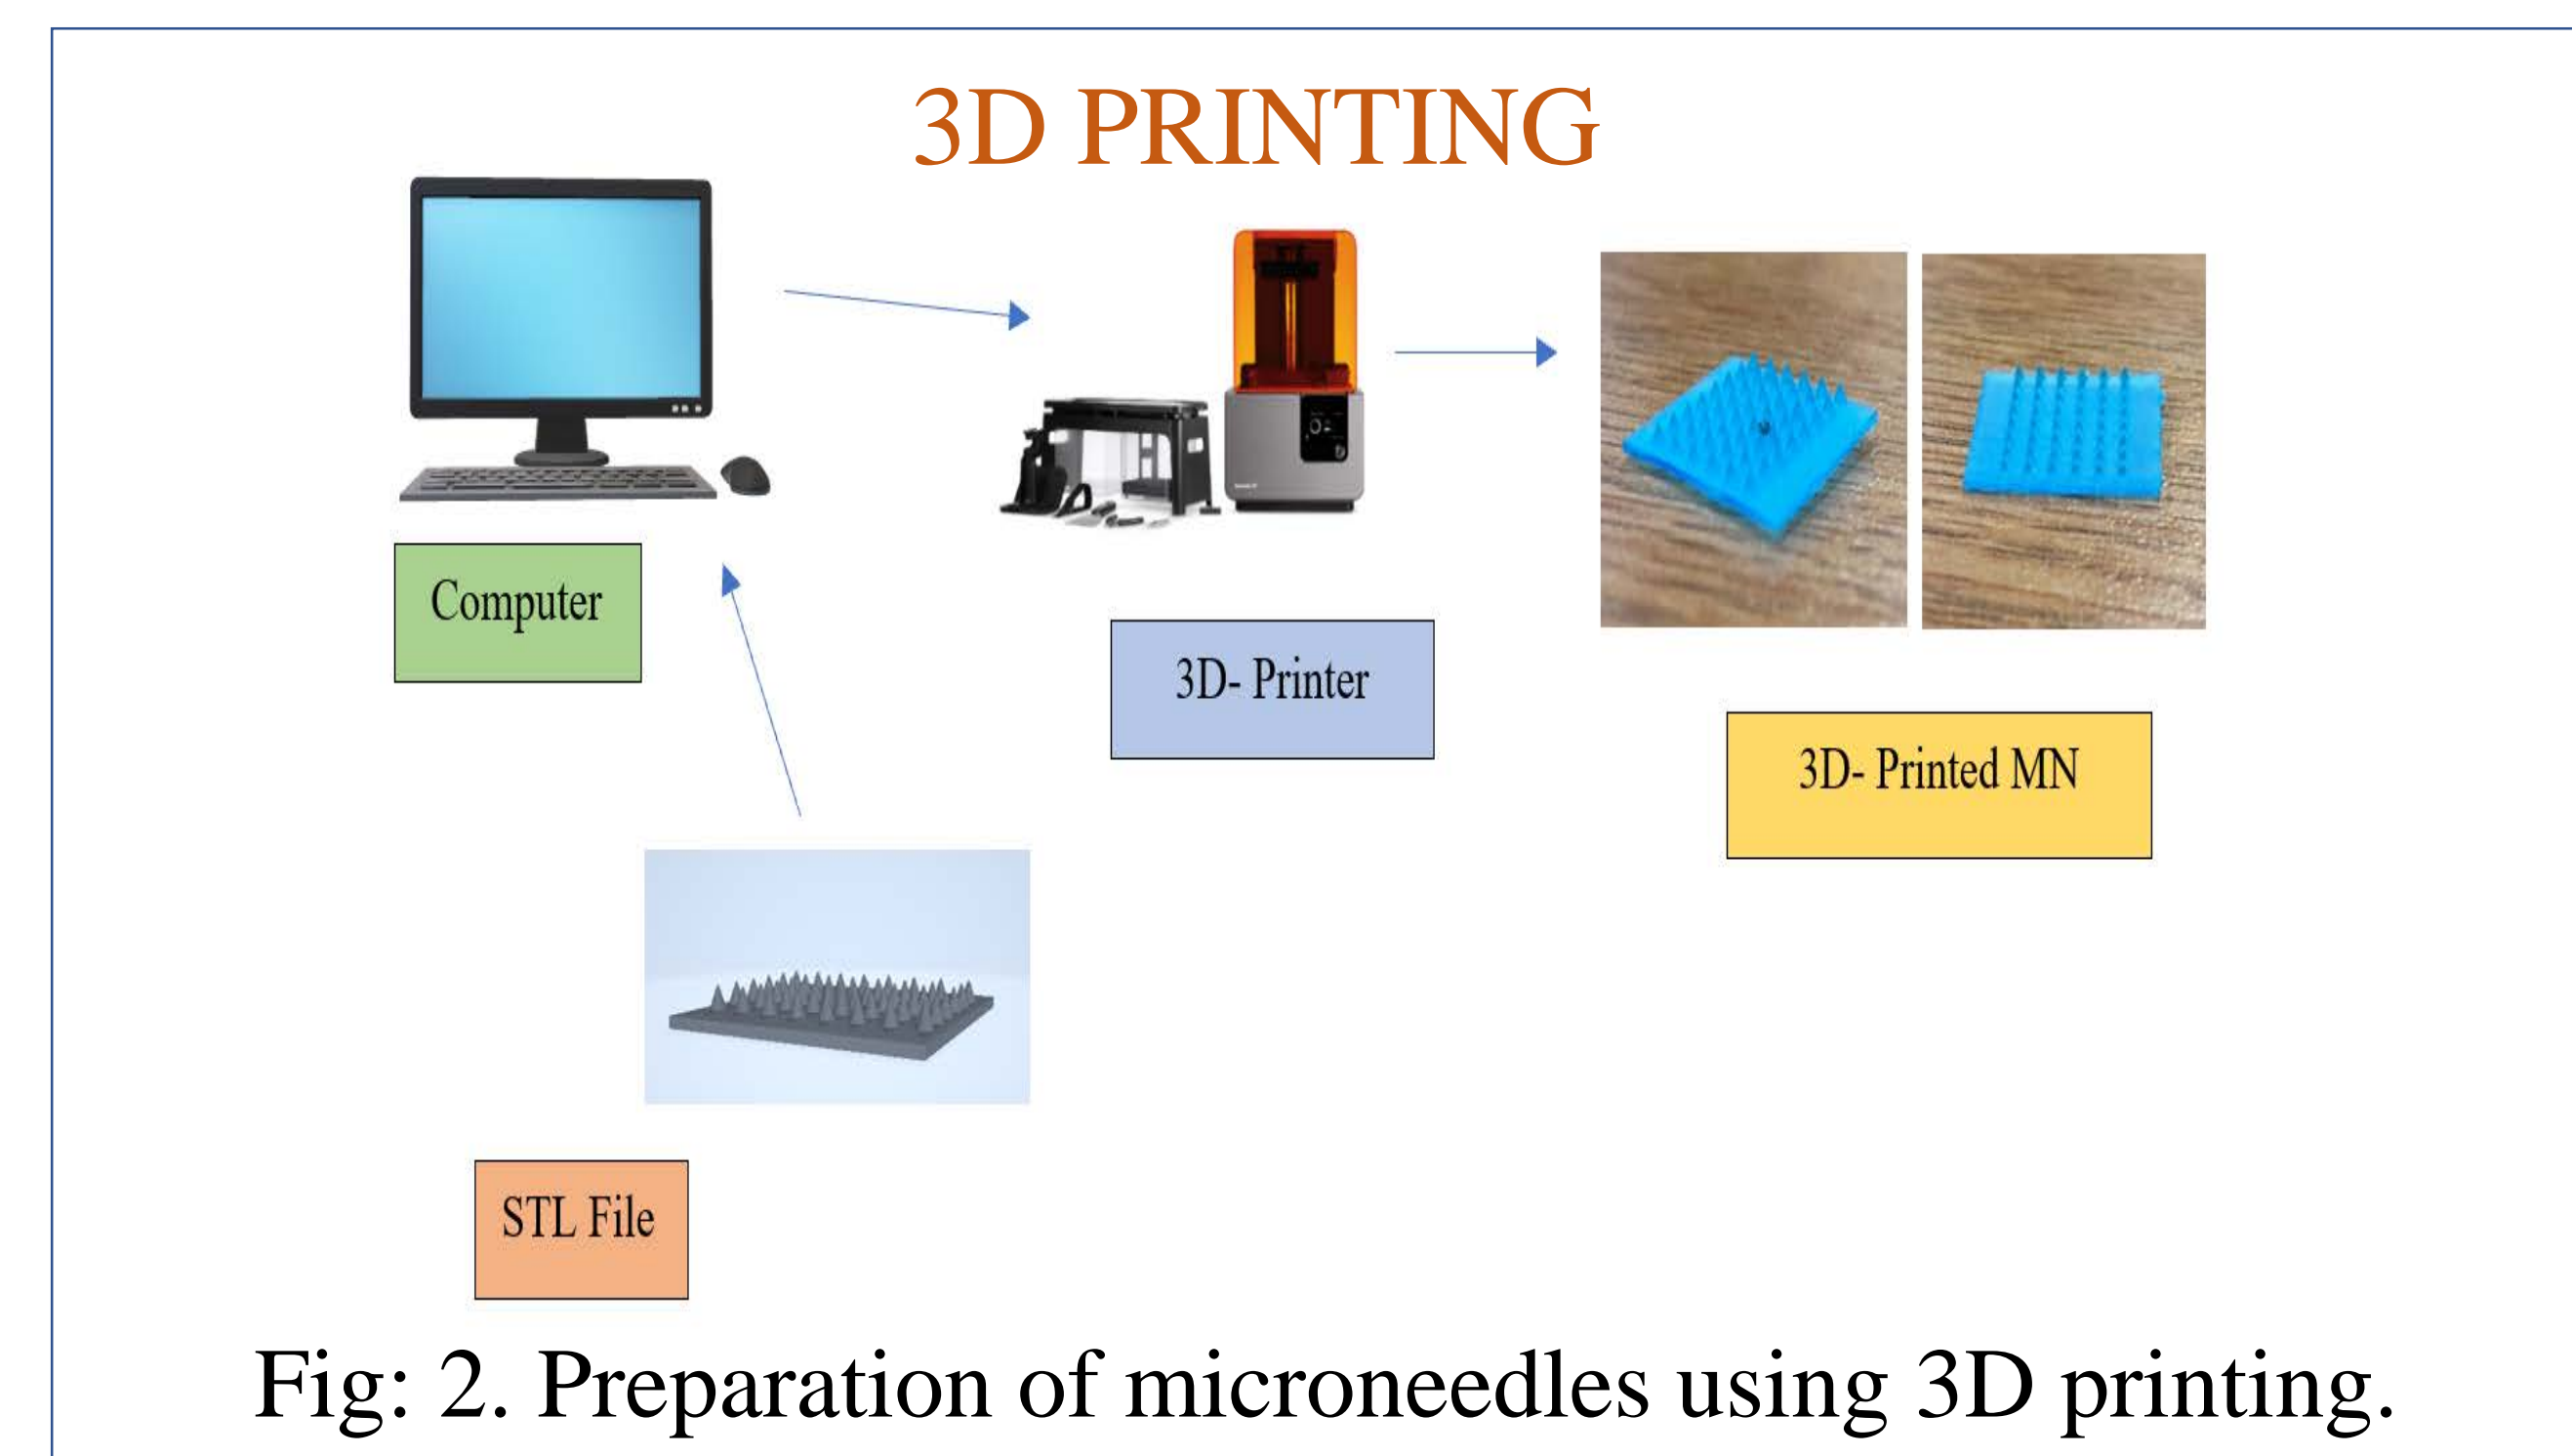 3D PRINTING
Computer
3D- Printer
3D- Printed MN
STL File
Fig: 2. Preparation of microneedles using 3D printing.